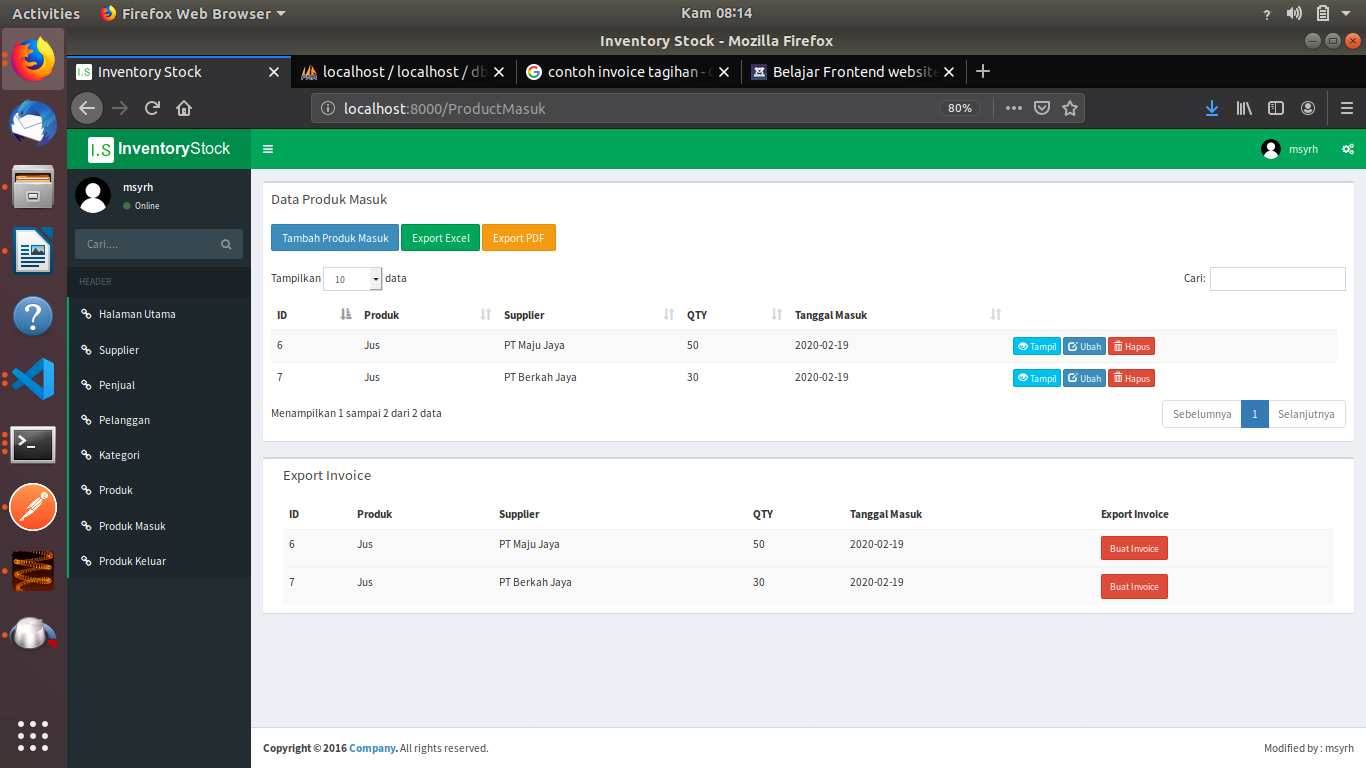 Activities Firefox Web Browser Kam 08:14 ?
Inventory Stock - Mozilla Firefox
I.S Inventory Stock localhost / localhost / db contoh invoice tagihan - Belajar Frontend website
localhost:8000/ProductMasuk 80%
I.S InventoryStock msyrh
msyrh
Online
Cari....
HEADER
Halaman Utama
Supplier
Penjual
Pelanggan
Kategori
Produk
Produk Masuk
Produk Keluar
Data Produk Masuk
Tambah Produk Masuk Export Excel Export PDF
Tampilkan 10 data Cari:
ID Produk Supplier QTY Tanggal Masuk
6 Jus PT Maju Jaya 50 2020-02-19 Tampil Ubah Hapus
7 Jus PT Berkah Jaya 30 2020-02-19 Tampil Ubah Hapus
Menampilkan 1 sampai 2 dari 2 data Sebelumnya 1 Selanjutnya
Export Invoice
ID Produk Supplier QTY Tanggal Masuk Export Invoice
6 Jus PT Maju Jaya 50 2020-02-19 Buat Invoice
7 Jus PT Berkah Jaya 30 2020-02-19 Buat Invoice
Copyright © 2016 Company. All rights reserved. Modified by : msyrh